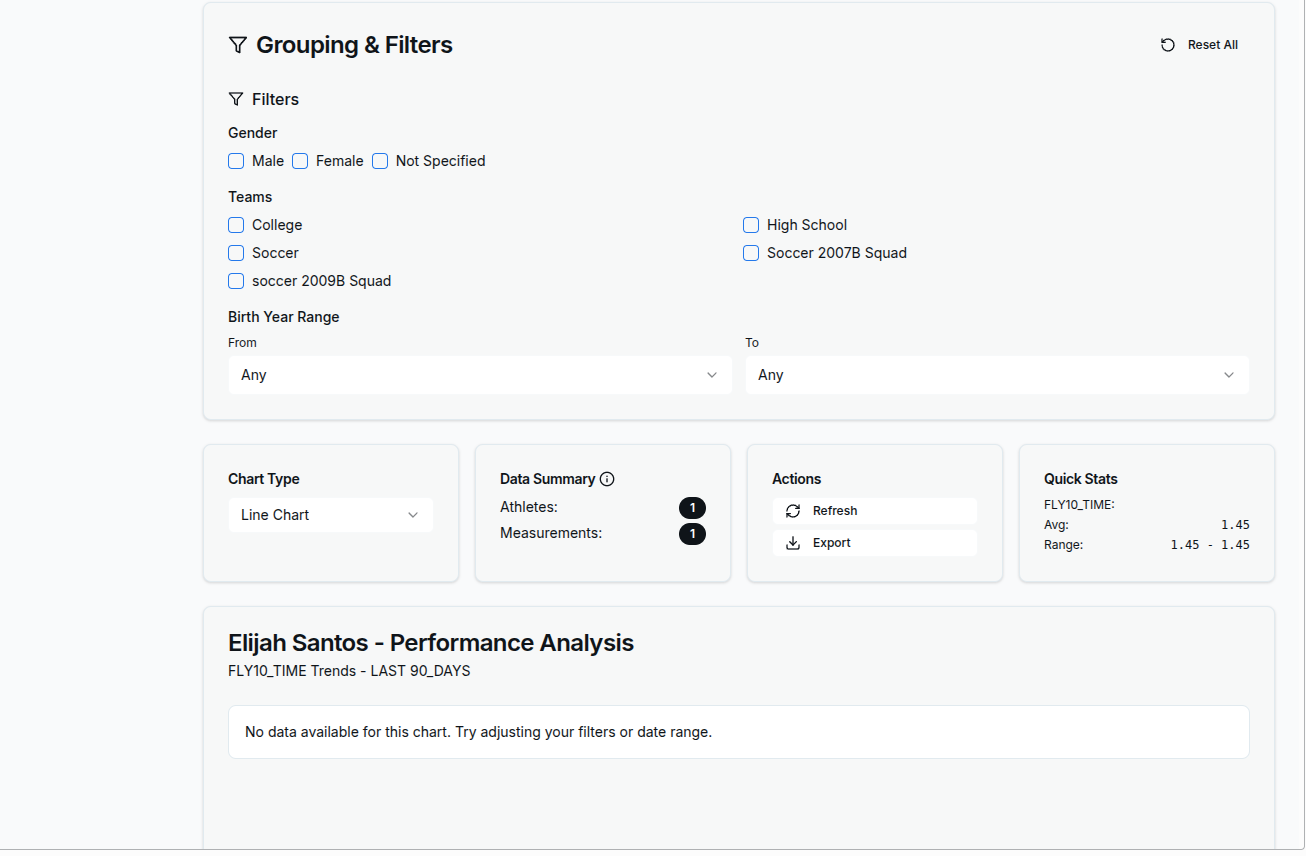 Grouping & Filters
Reset All
Filters
Gender
Male Female Not Specified
Teams
College High School
Soccer Soccer 2007B Squad
soccer 2009B Squad
Birth Year Range
From To
Any Any
Chart Type
Line Chart
Data Summary
Athletes: 1
Measurements: 1
Actions
Refresh
Export
Quick Stats
FLY10_TIME:
Avg: 1.45
Range: 1.45 - 1.45
Elijah Santos - Performance Analysis
FLY10_TIME Trends - LAST 90_DAYS
No data available for this chart. Try adjusting your filters or date range.